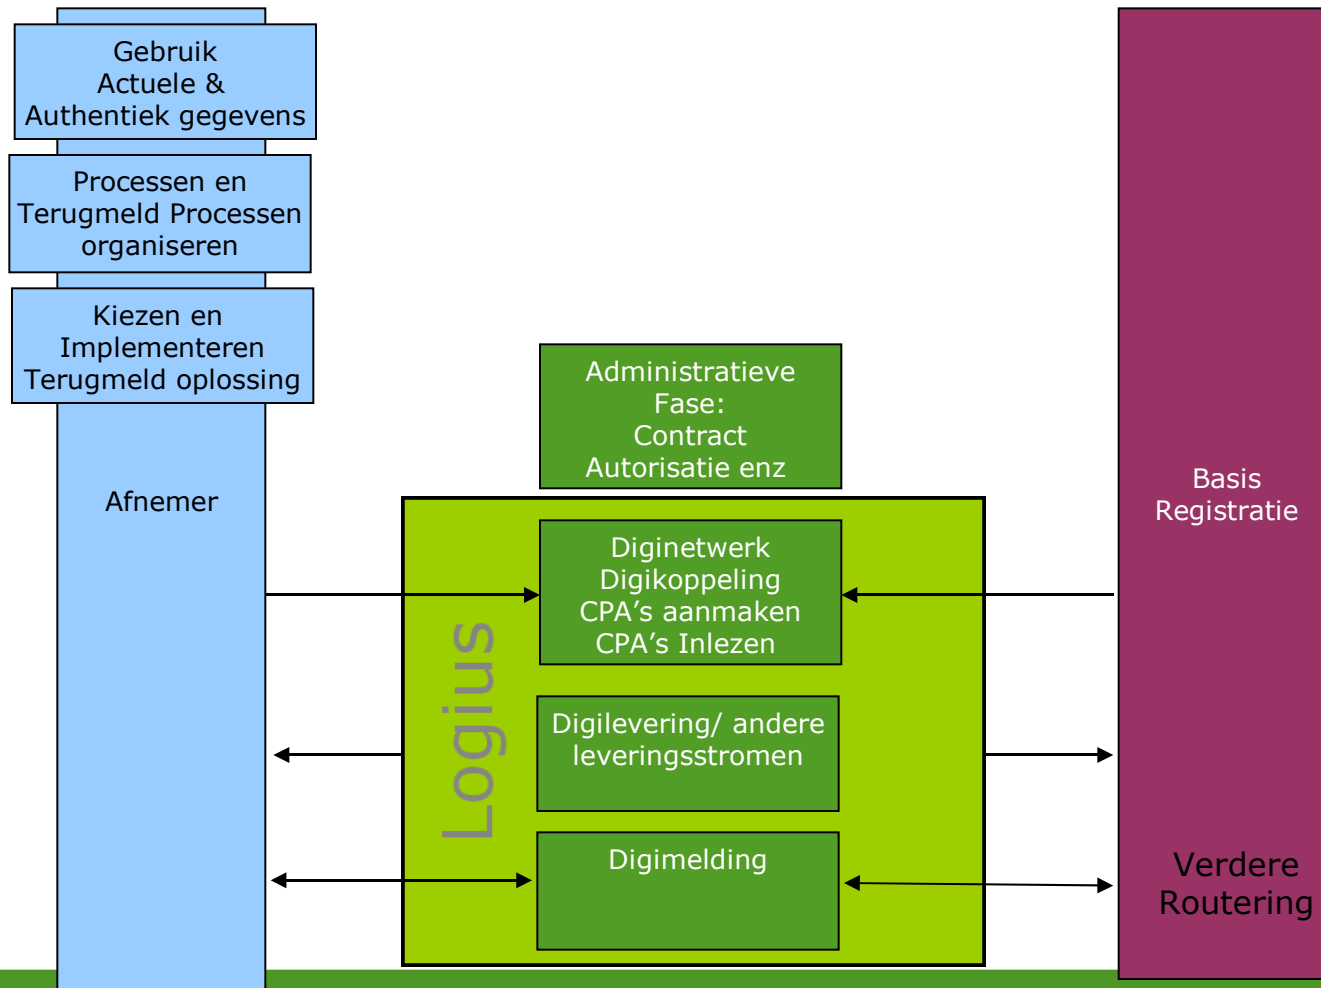 Gebruik
Actuele &
Authentiek gegevens
Processen en
Terugmeld Processen
organiseren
Kiezen en
Implementeren
Terugmeld oplossing
Afnemer
Administratieve
Fase:
Contract
Autorisatie enz
Logius
Diginetwerk
Digikoppeling
CPA’s aanmaken
CPA’s Inlezen
Digilevering/ andere
leveringsstromen
Digimelding
Basis
Registratie
Verdere
Routering